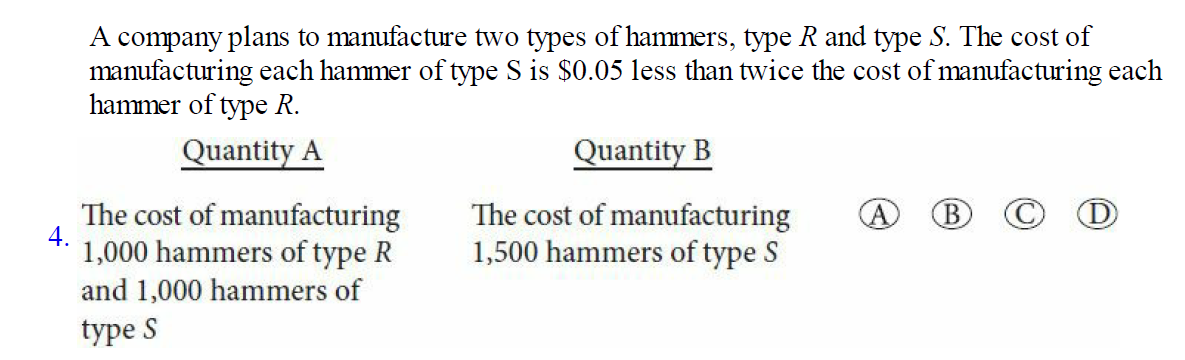 A company plans to manufacture two types of hammers, type R and type S. The cost of
manufacturing each hammer of type S is $0.05 less than twice the cost of manufacturing each
hammer of type R.
Quantity A
Quantity B
4.
The cost of manufacturing
1,000 hammers of type R
and 1,000 hammers of
type S
The cost of manufacturing
1,500 hammers of type S
Ⓐ Ⓑ Ⓒ Ⓓ